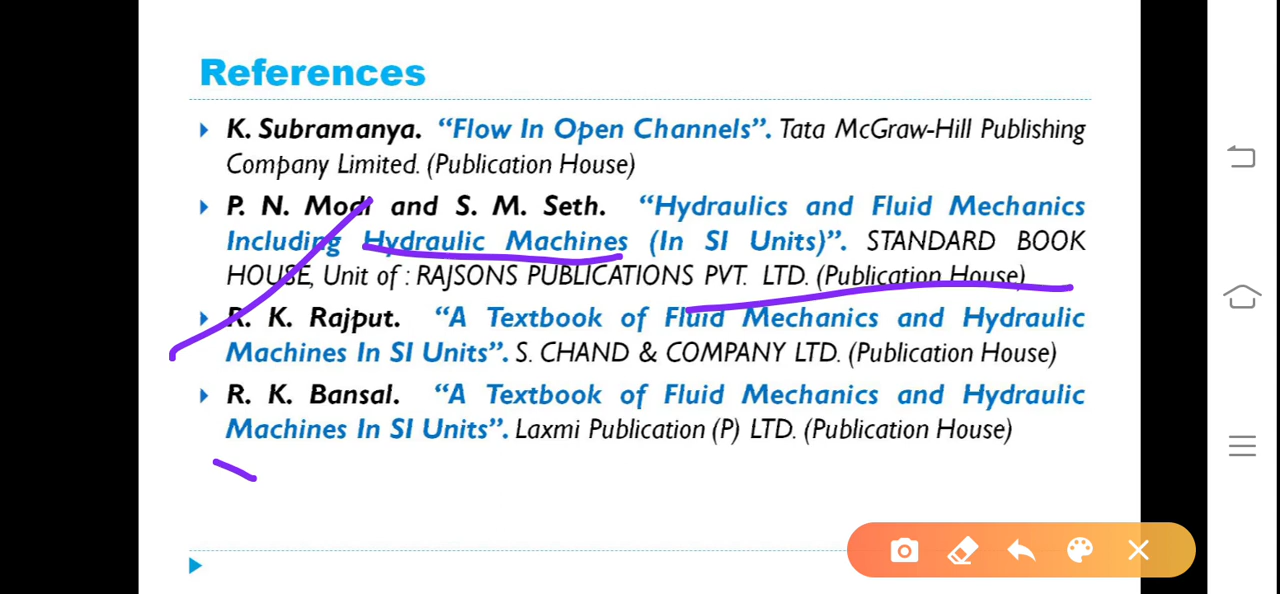 References
K. Subramanya. “Flow In Open Channels”. Tata McGraw-Hill Publishing
Company Limited. (Publication House)
P. N. Modi and S. M. Seth. “Hydraulics and Fluid Mechanics
Including Hydraulic Machines (In SI Units)”. STANDARD BOOK
HOUSE, Unit of : RAJSONS PUBLICATIONS PVT. LTD. (Publication House)
R. K. Rajput. “A Textbook of Fluid Mechanics and Hydraulic
Machines In SI Units”. S. CHAND & COMPANY LTD. (Publication House)
R. K. Bansal. “A Textbook of Fluid Mechanics and Hydraulic
Machines In SI Units”. Laxmi Publication (P) LTD. (Publication House)